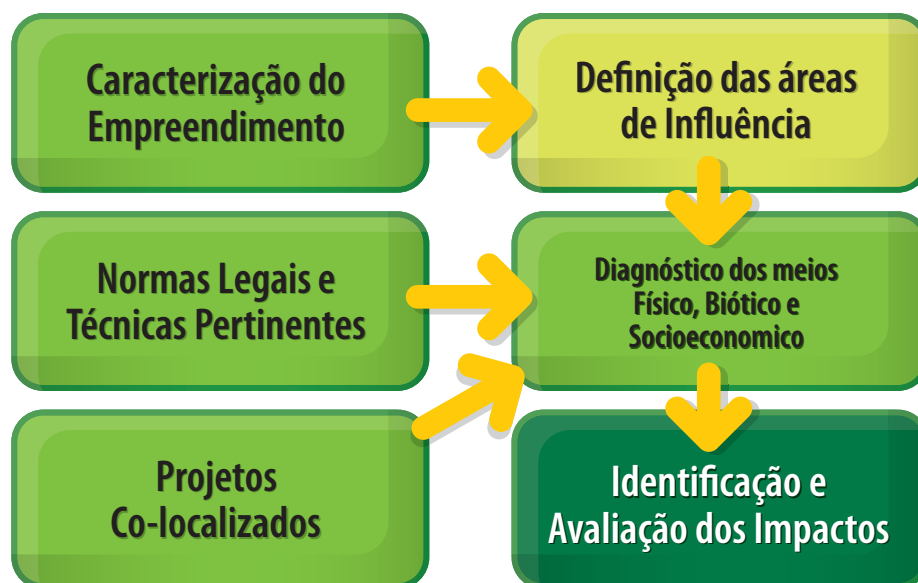 Caracterização do
Empreendimento
Definição das áreas
de Influência
Normas Legais e
Técnicas Pertinentes
Diagnóstico dos meios
Físico, Biótico e
Socioeconomico
Projetos
Co-localizados
Identificação e
Avaliação dos Impactos